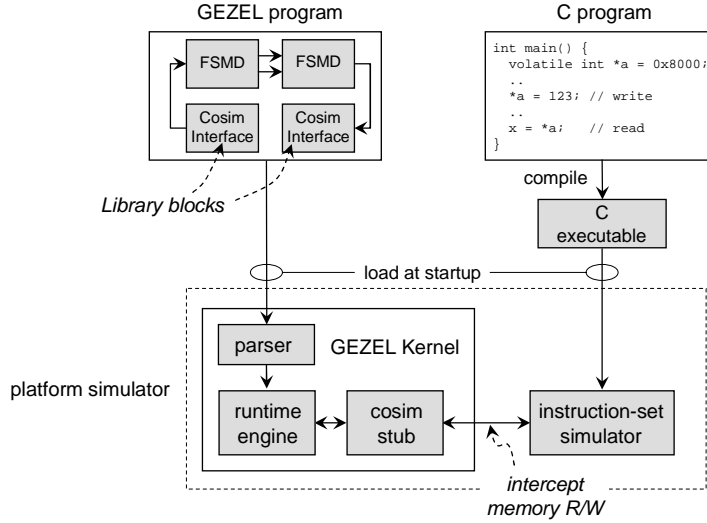 GEZEL program
C program
FSMD
FSMD
Cosim
Interface
Cosim
Interface
Library blocks
int main() {
volatile int *a = 0x8000;
..
*a = 123; // write
..
x = *a;   // read
}
compile
C
executable
load at startup
platform simulator
parser
GEZEL Kernel
runtime
engine
cosim
stub
instruction-set
simulator
intercept
memory R/W